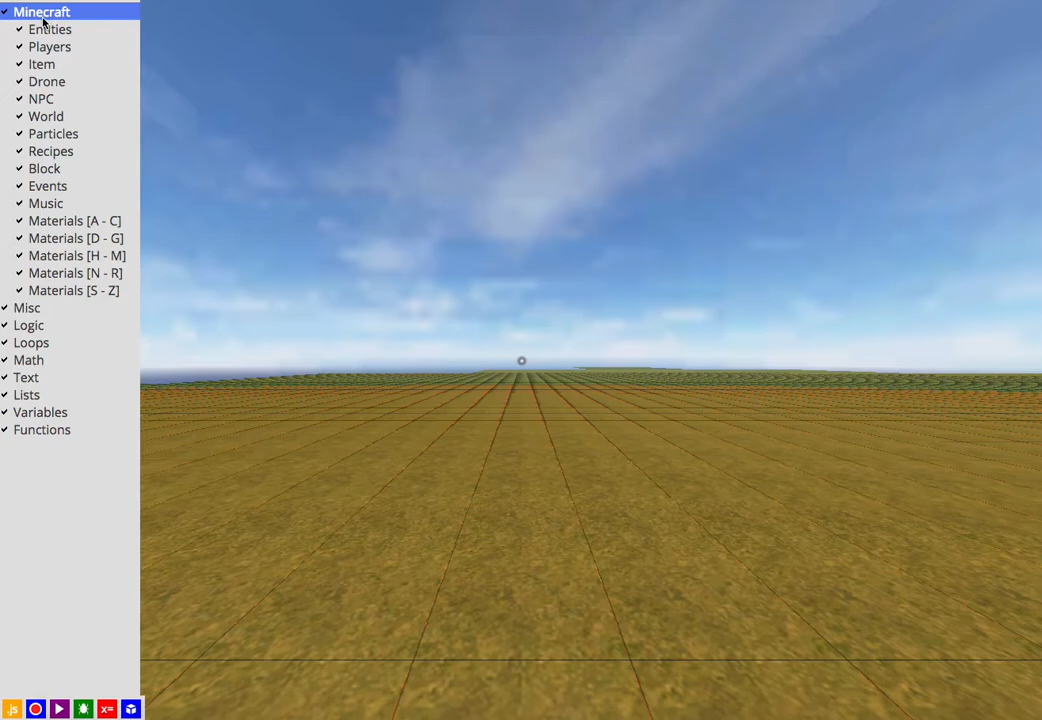 Minecraft
Entities
Players
Item
Drone
NPC
World
Particles
Recipes
Block
Events
Music
Materials [A - C]
Materials [D - G]
Materials [H - M]
Materials [N - R]
Materials [S - Z]
Misc
Logic
Loops
Math
Text
Lists
Variables
Functions
.js x=